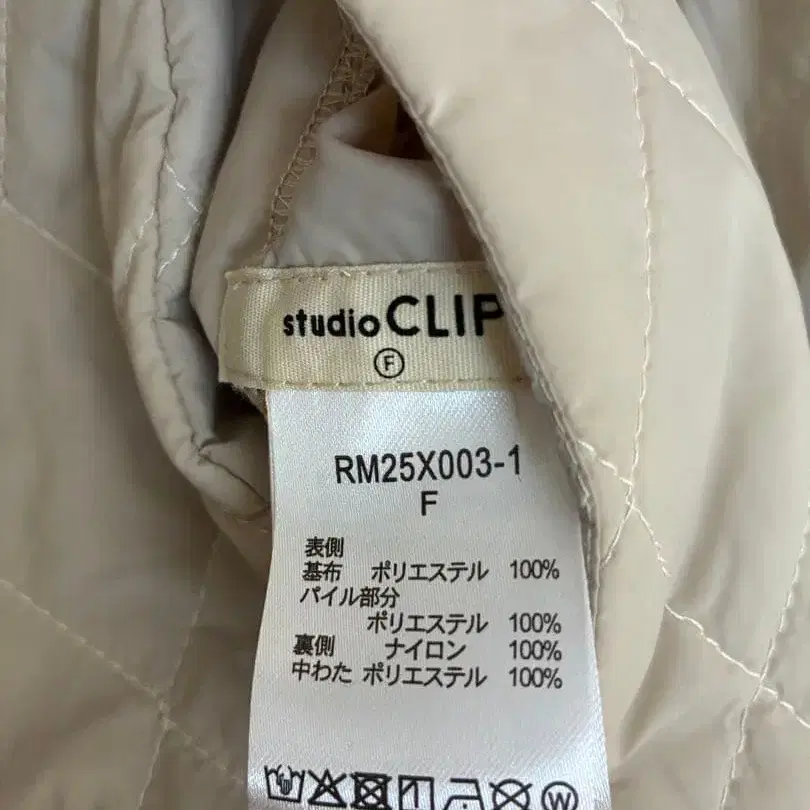 studio CLIP
F
RM25X003-1
F
表側
基布 ポリエステル 100%
パイル部分
ポリエステル 100%
裏側 ナイロン 100%
中わた ポリエステル 100%
W